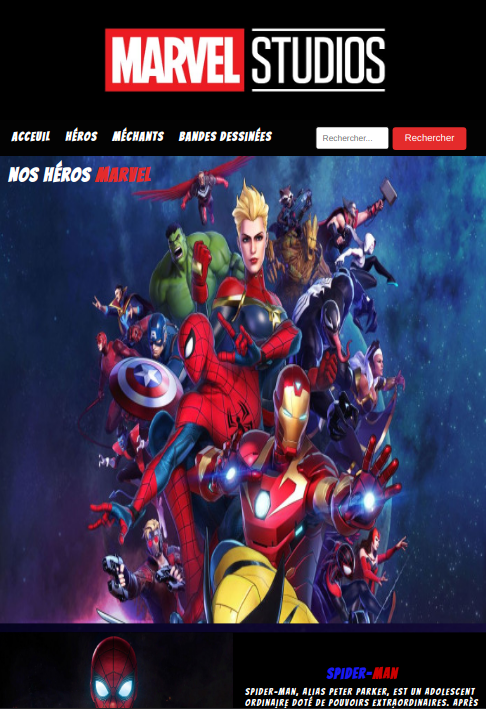 MARVEL STUDIOS
ACCEUIL HÉROS MÉCHANTS BANDES DESSINÉES Rechercher... Rechercher
NOS HÉROS MARVEL
SPIDER-MAN
SPIDER-MAN, ALIAS PETER PARKER, EST UN ADOLESCENT
ORDINAIRE DOTÉ DE POUVOIRS EXTRAORDINAIRES. APRÈS